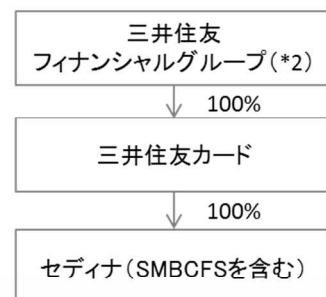 三井住友
フィナンシャルグループ(*2)
100%
三井住友カード
100%
セディナ(SMBCFSを含む)